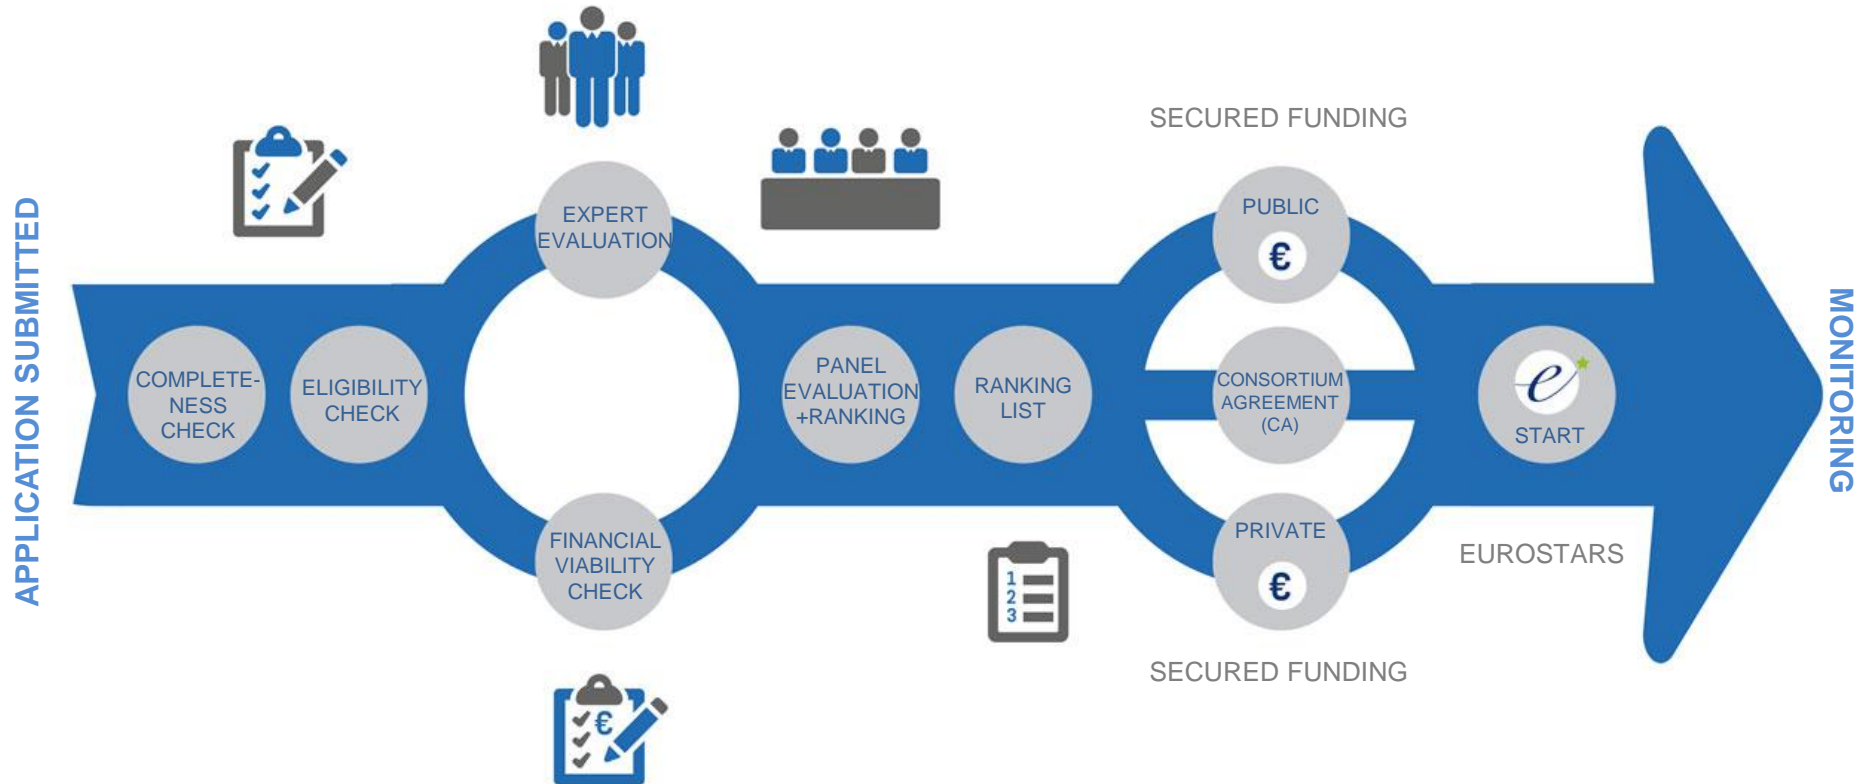 APPLICATION SUBMITTED
COMPLETE-
NESS
CHECK
ELIGIBILITY
CHECK
EXPERT
EVALUATION
FINANCIAL
VIABILITY
CHECK
€
PANEL
EVALUATION
+RANKING
RANKING
LIST
1
2
3
SECURED FUNDING
PUBLIC
€
CONSORTIUM
AGREEMENT
(CA)
PRIVATE
€
SECURED FUNDING
e
START
EUROSTARS
MONITORING